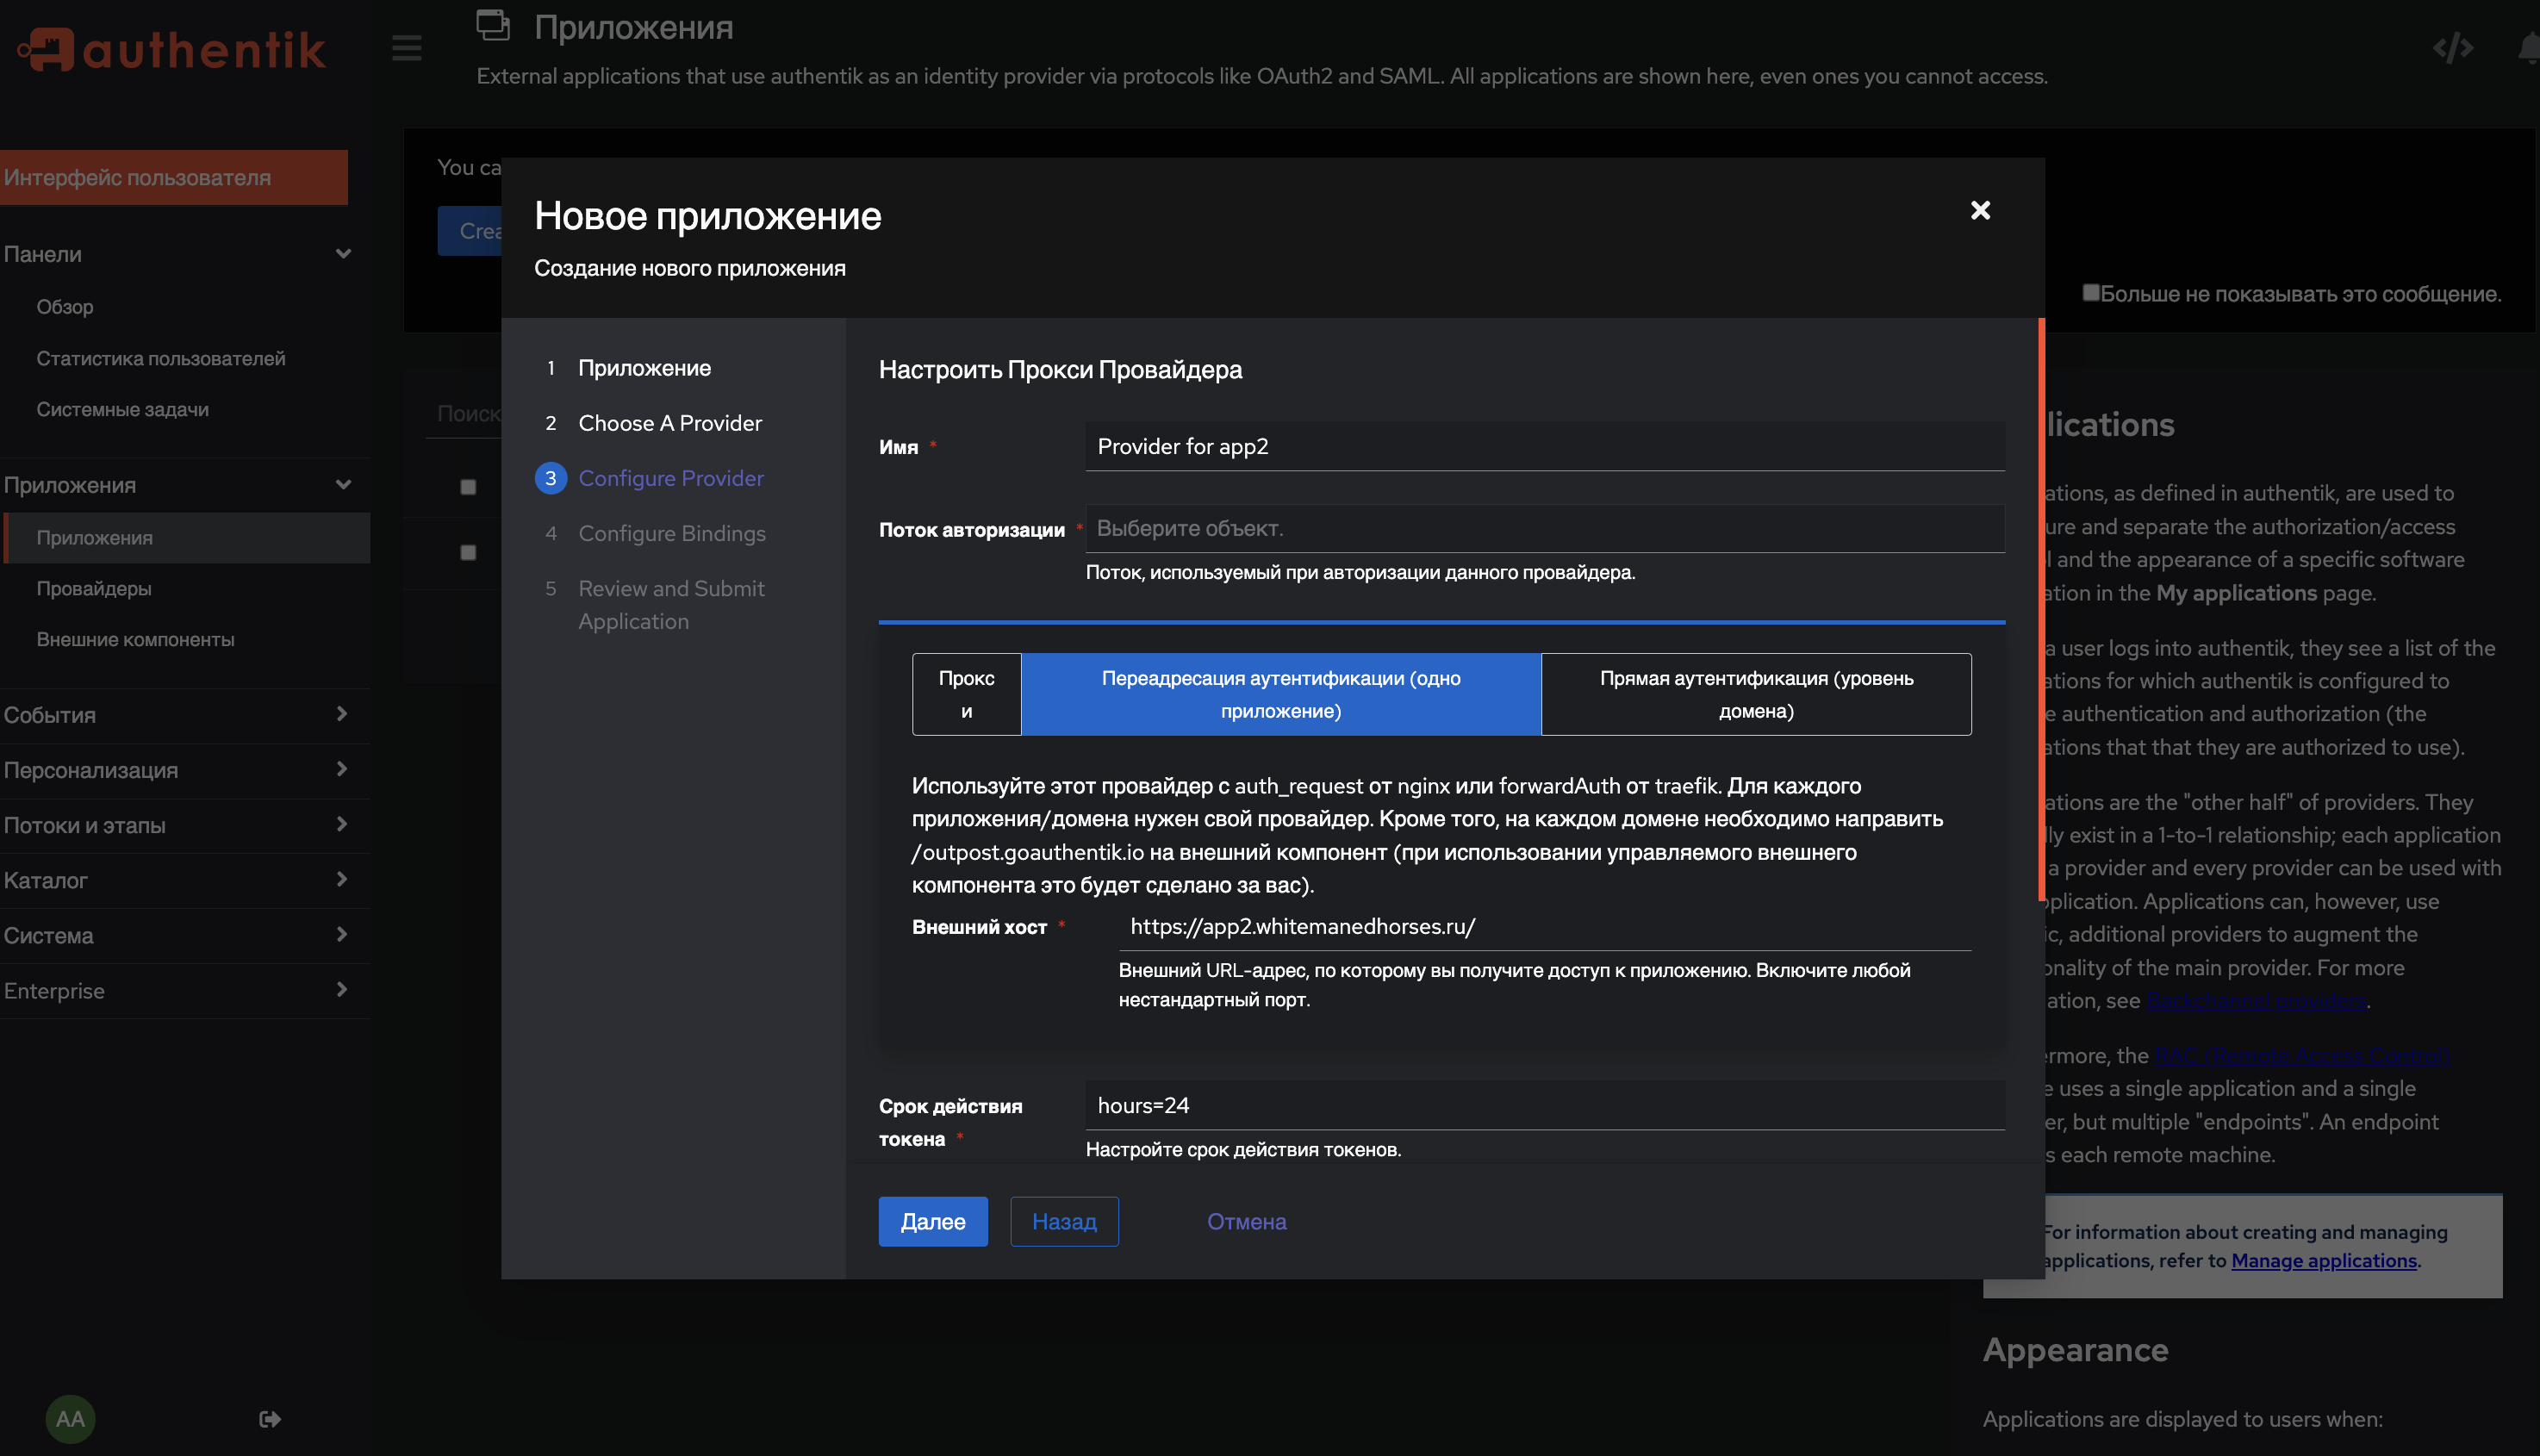 authentik
Приложения
External applications that use authentik as an identity provider via protocols like OAuth2 and SAML. All applications are shown here, even ones you cannot access.
Интерфейс пользователя
Панели
Обзор
Статистика пользователей
Системные задачи
Приложения
Приложения
Провайдеры
Внешние компоненты
События
Персонализация
Потоки и этапы
Каталог
Система
Enterprise
AA
You ca
Crea
Больше не показывать это сообщение.
Поиск
Новое приложение
Создание нового приложения
1 Приложение
2 Choose A Provider
3 Configure Provider
4 Configure Bindings
5 Review and Submit
Application
Настроить Прокси Провайдера
Имя *
Provider for app2
Поток авторизации *
Выберите объект.
Поток, используемый при авторизации данного провайдера.
Прокс
и
Переадресация аутентификации (одно
приложение)
Прямая аутентификация (уровень
домена)
Используйте этот провайдер с auth_request от nginx или forwardAuth от traefik. Для каждого
приложения/домена нужен свой провайдер. Кроме того, на каждом домене необходимо направить
/outpost.goauthentik.io на внешний компонент (при использовании управляемого внешнего
компонента это будет сделано за вас).
Внешний хост *
https://app2.whitemanedhorses.ru/
Внешний URL-адрес, по которому вы получите доступ к приложению. Включите любой
нестандартный порт.
Срок действия
токена *
hours=24
Настройте срок действия токенов.
Далее
Назад
Отмена
lications
ations, as defined in authentik, are used to
ure and separate the authorization/access
l and the appearance of a specific software
ation in the My applications page.
a user logs into authentik, they see a list of the
ations for which authentik is configured to
e authentication and authorization (the
ations that that they are authorized to use).
ations are the "other half" of providers. They
lly exist in a 1-to-1 relationship; each application
a provider and every provider can be used with
pplication. Applications can, however, use
ic, additional providers to augment the
onality of the main provider. For more
ation, see Backchannel providers.
ermore, the RAC (Remote Access Control)
e uses a single application and a single
er, but multiple "endpoints". An endpoint
s each remote machine.
For information about creating and managing
applications, refer to Manage applications.
Appearance
Applications are displayed to users when: